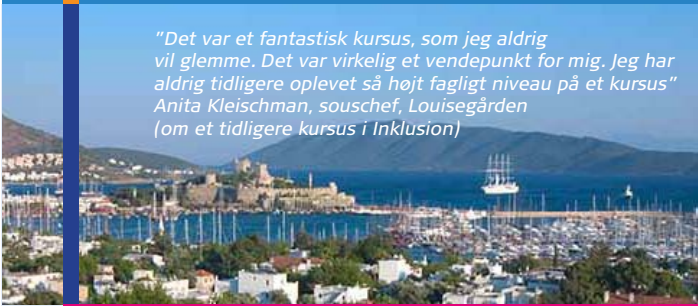 "Det var et fantastisk kursus, som jeg aldrig
vil glemme. Det var virkelig et vendepunkt for mig. Jeg har
aldrig tidligere oplevet så højt fagligt niveau på et kursus"
Anita Kleischman, souschef, Louisegården
(om et tidligere kursus i Inklusion)